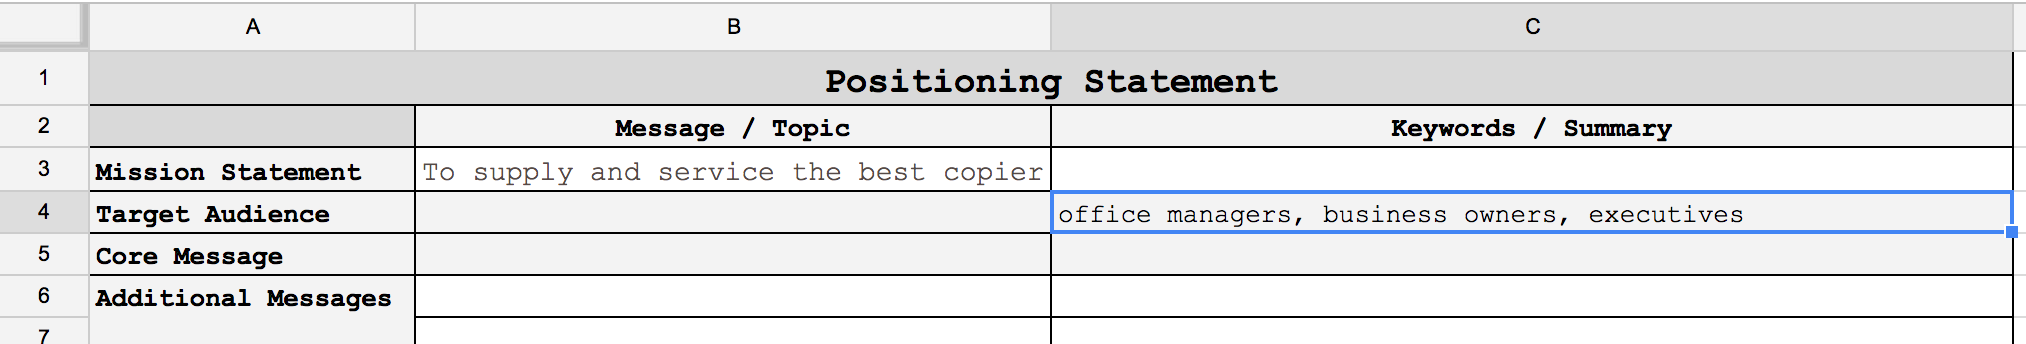 A B C
1 Positioning Statement
2 Message / Topic Keywords / Summary
3 Mission Statement To supply and service the best copier
4 Target Audience office managers, business owners, executives
5 Core Message
6 Additional Messages
7